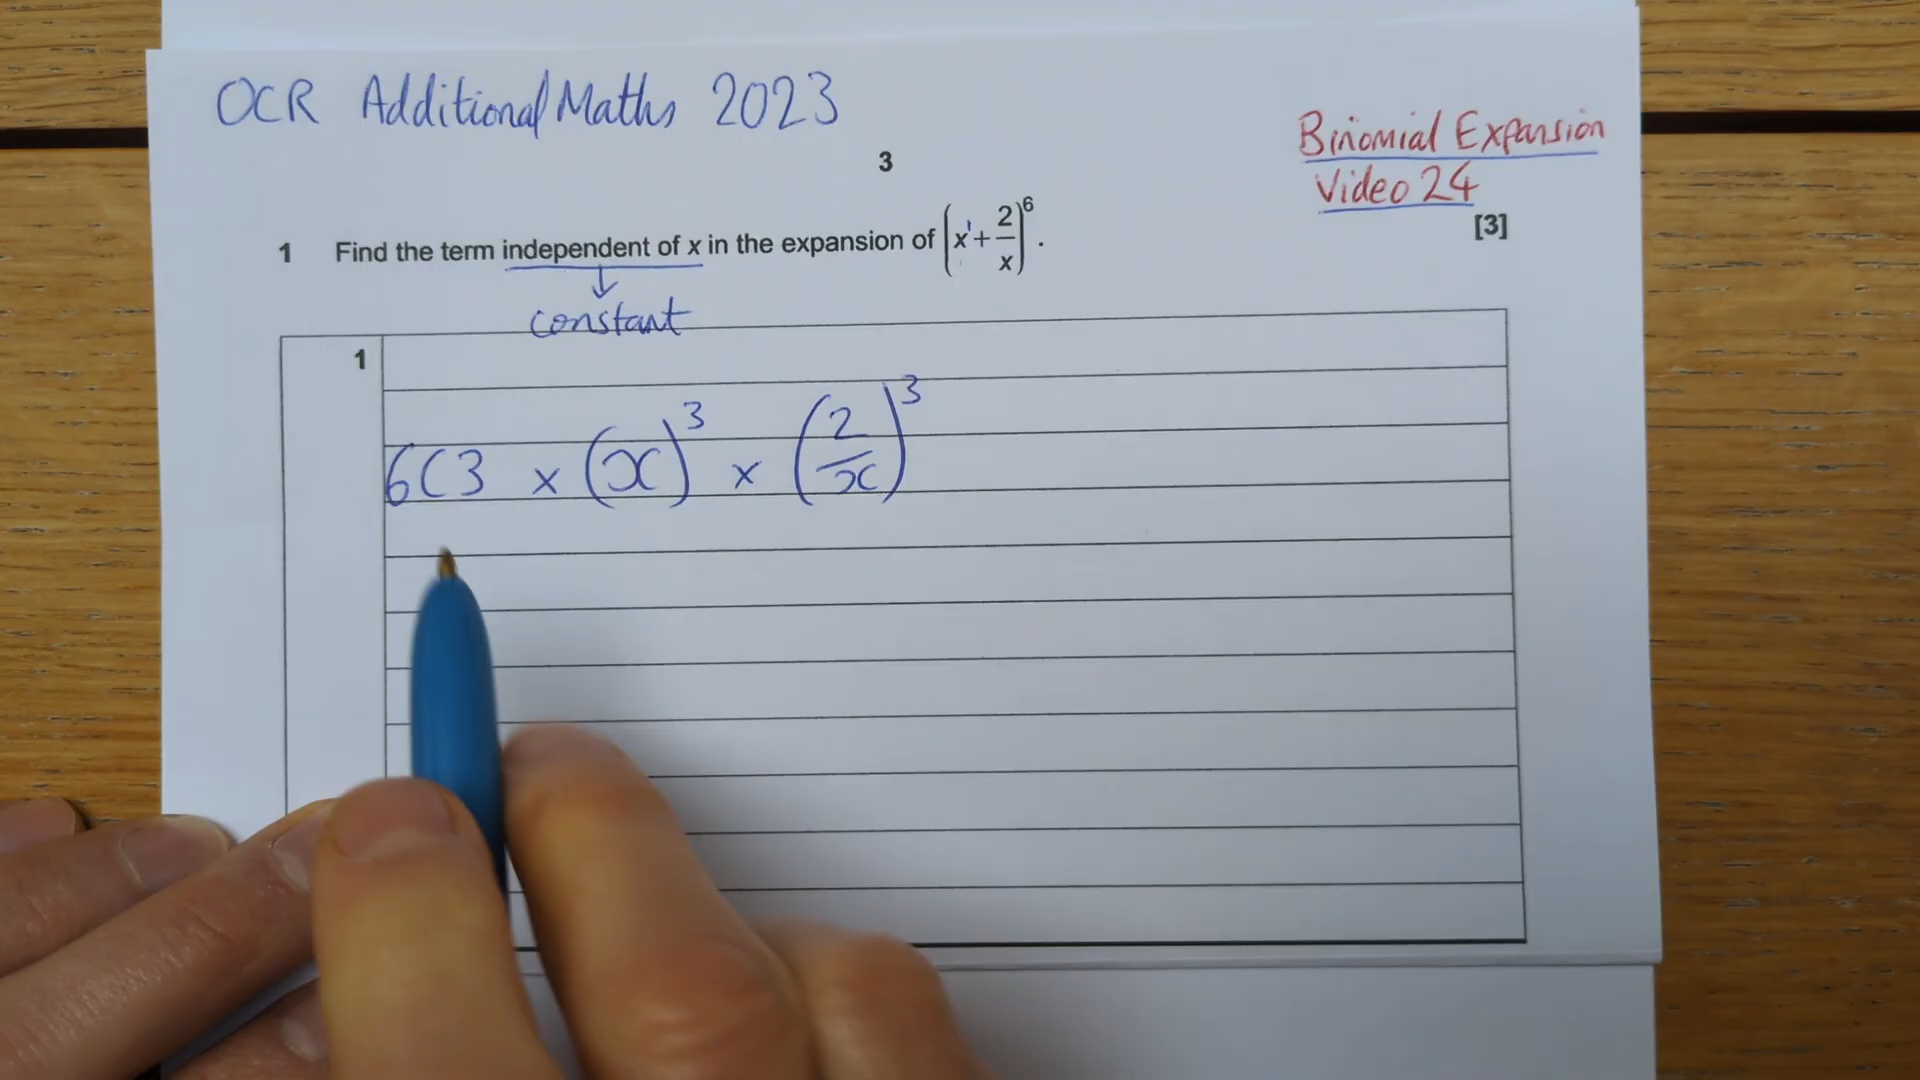 OCR Additional Maths 2023
Binomial Expansion
Video 24
3
1 Find the term independent of x in the expansion of (x¹ + 2/x)⁶. [3]
↓
constant
1
6C3 × (x)³ × (2/x)³